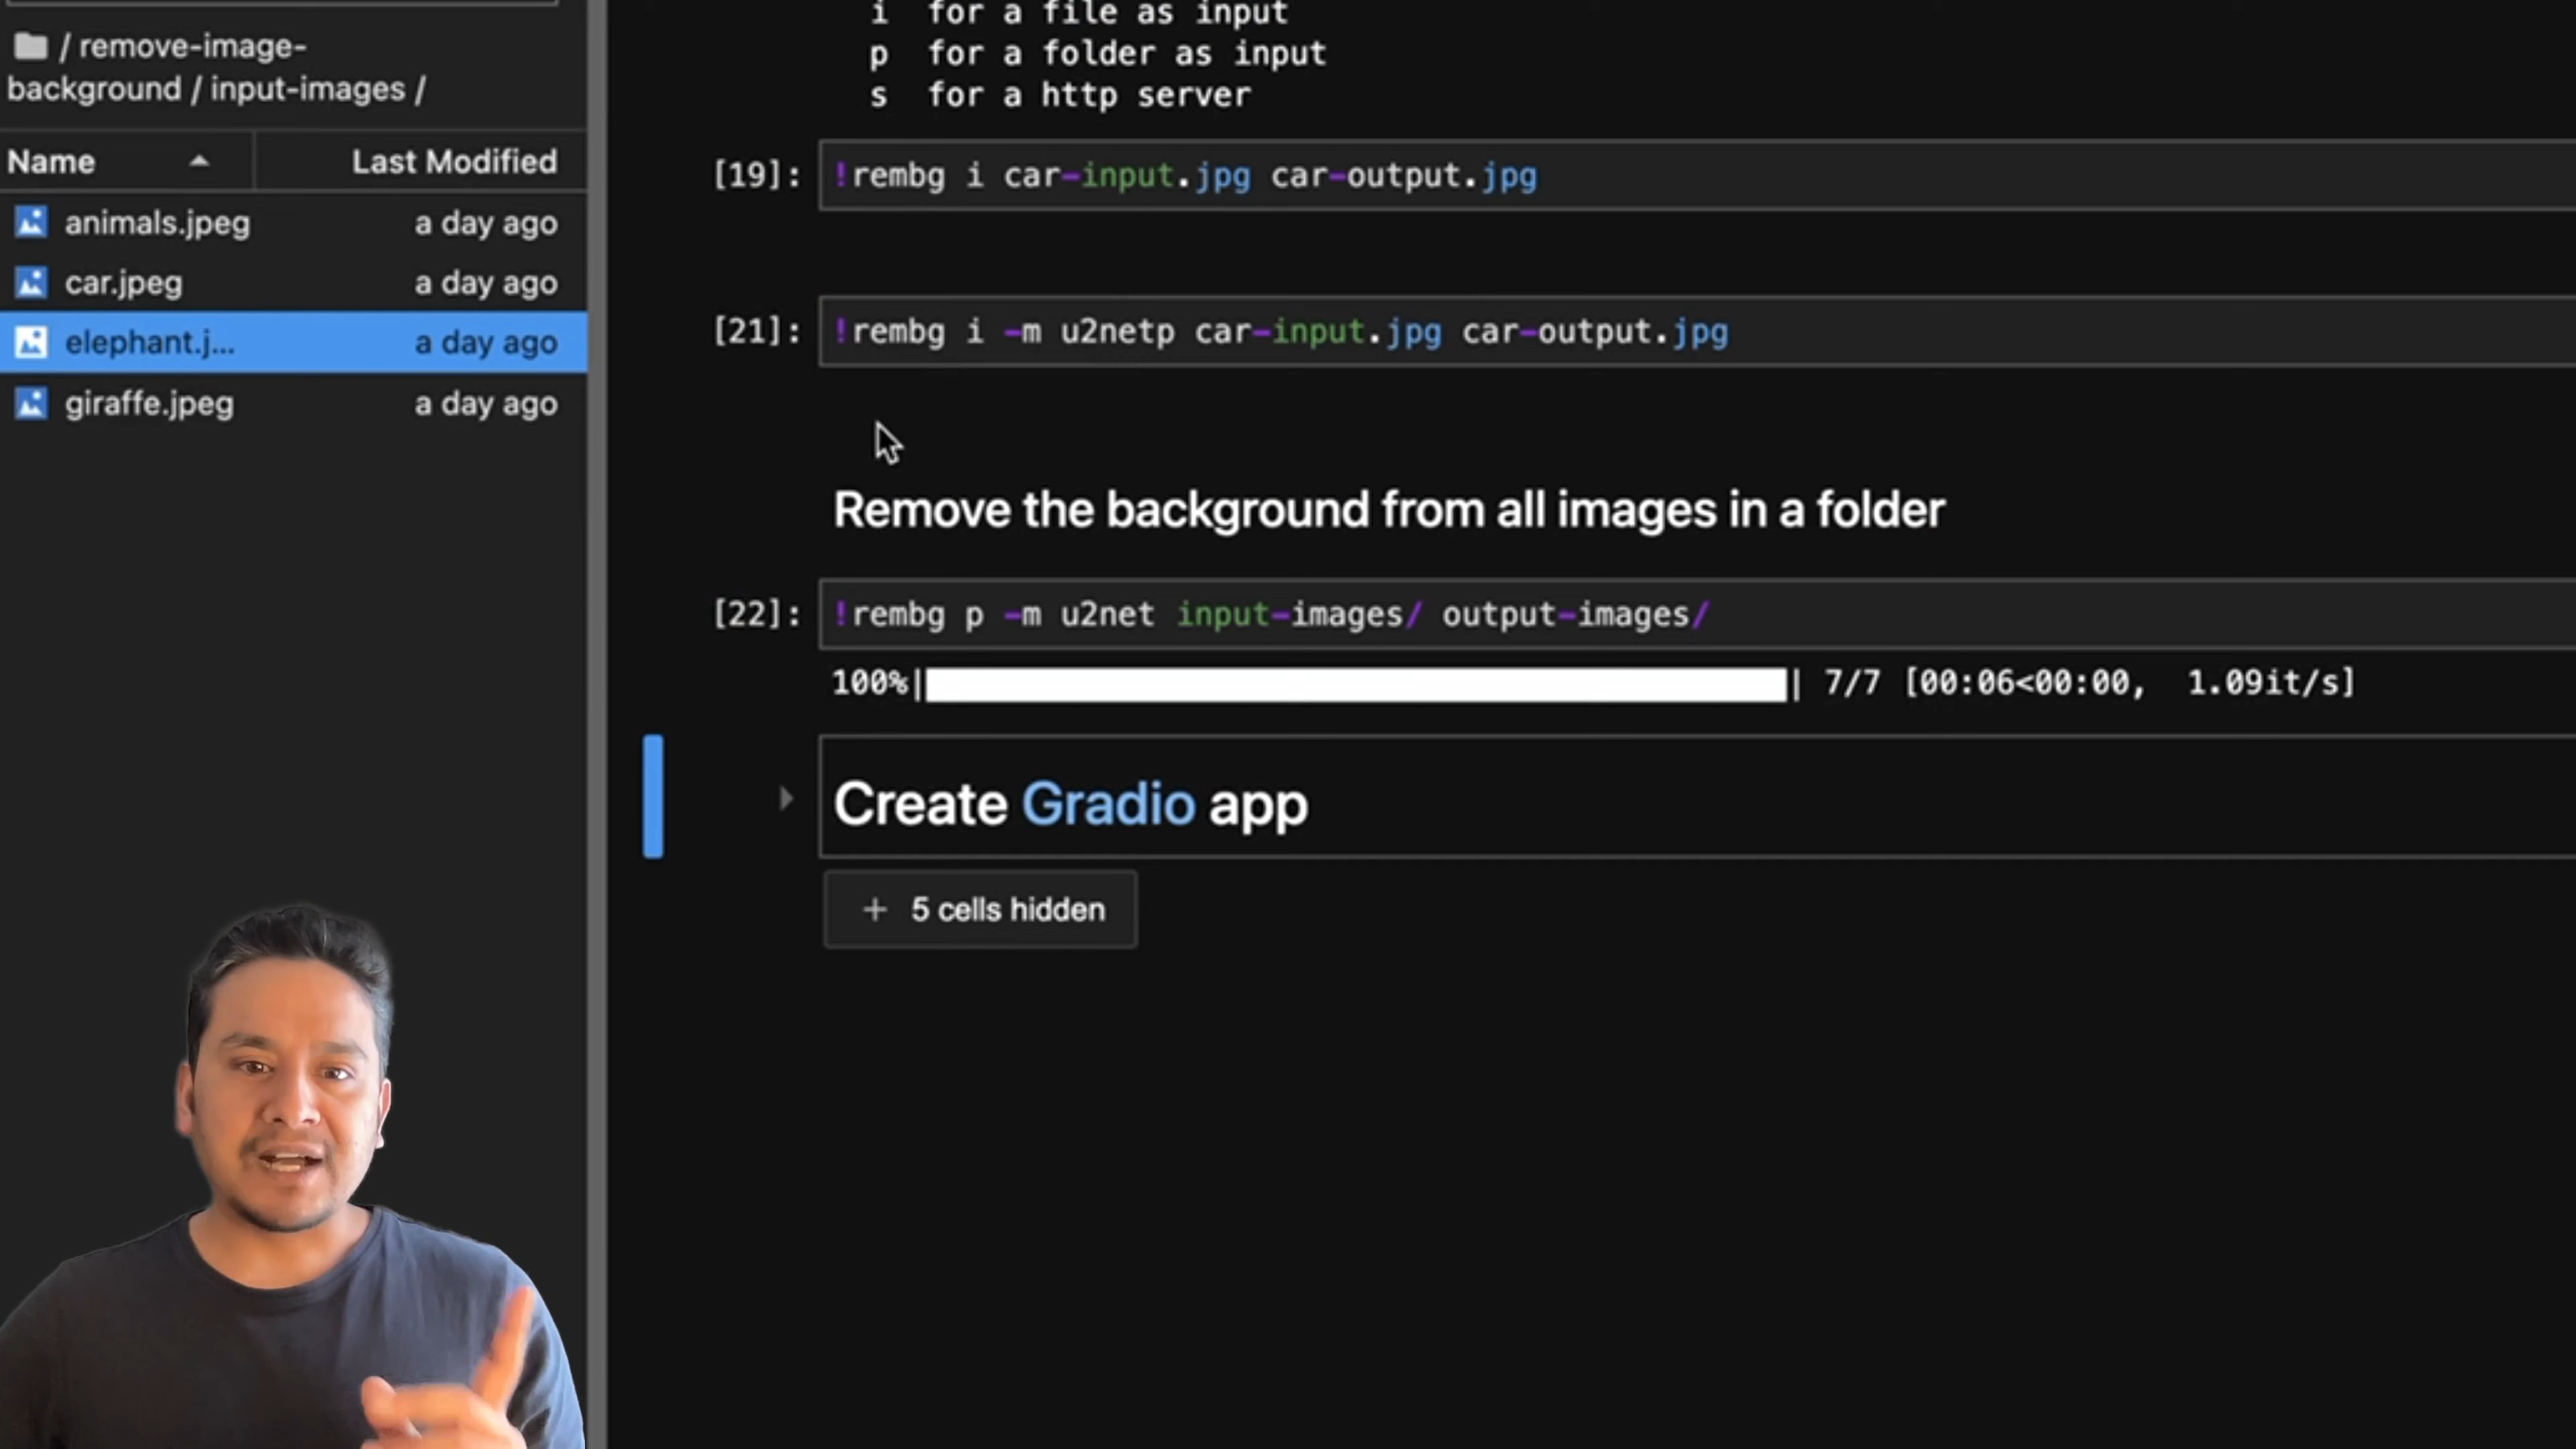 / remove-image-
background / input-images /
Name Last Modified
animals.jpeg a day ago
car.jpeg a day ago
elephant.j... a day ago
giraffe.jpeg a day ago
i for a file as input
p for a folder as input
s for a http server
[19]: !rembg i car-input.jpg car-output.jpg
[21]: !rembg i -m u2netp car-input.jpg car-output.jpg
Remove the background from all images in a folder
[22]: !rembg p -m u2net input-images/ output-images/
100%| | 7/7 [00:06<00:00, 1.09it/s]
Create Gradio app
+ 5 cells hidden